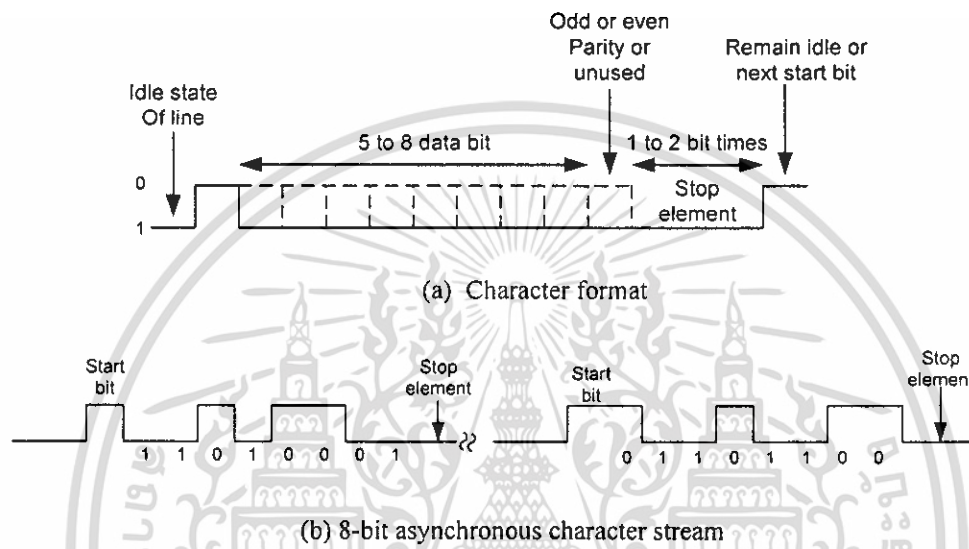 Odd or even
Parity or
unused
Remain idle or
next start bit
Idle state
Of line
5 to 8 data bit
1 to 2 bit times
0
Stop
element
1
(a) Character format
Start
bit
Stop
element
Start
bit
Stop
elemen
1 1 0 1 0 0 0 1
0 1 1 0 1 1 0 0
(b) 8-bit asynchronous character stream